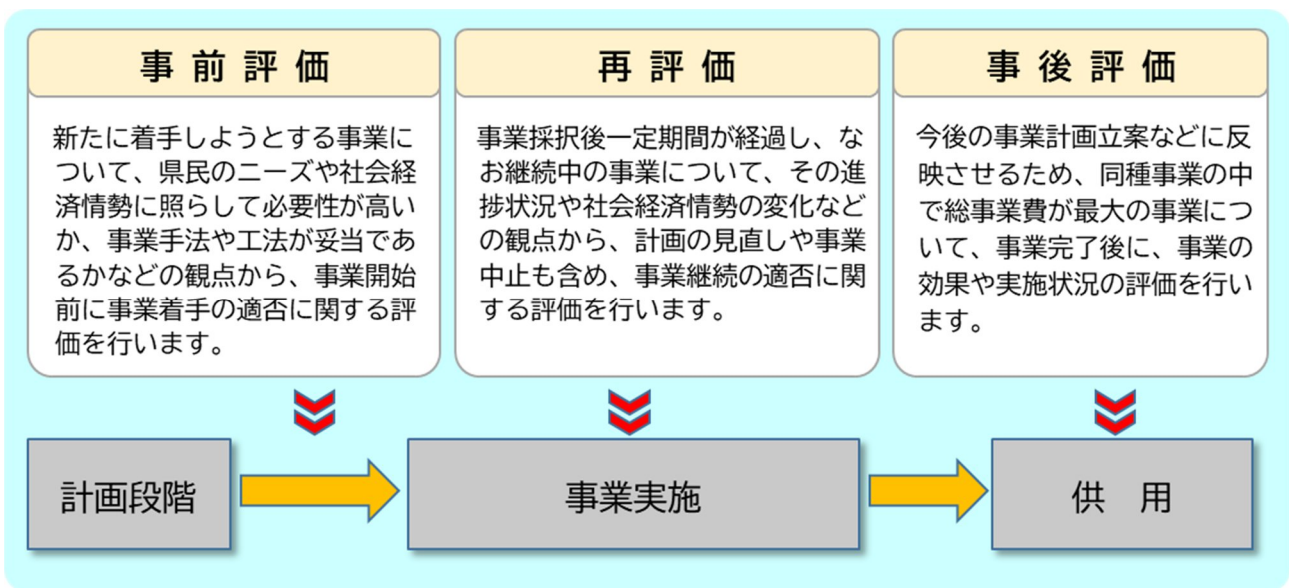 事前評価
新たに着手しようとする事業に
ついて、県民のニーズや社会経
済情勢に照らして必要性が高い
か、事業手法や工法が妥当であ
るかなどの観点から、事業開始
前に事業着手の適否に関する評
価を行います。
再評価
事業採択後一定期間が経過し、な
お継続中の事業について、その進
捗状況や社会経済情勢の変化など
の観点から、計画の見直しや事業
中止も含め、事業継続の適否に関
する評価を行います。
事後評価
今後の事業計画立案などに反
映させるため、同種事業の中
で総事業費が最大の事業につ
いて、事業完了後に、事業の
効果や実施状況の評価を行い
ます。
計画段階
事業実施
供　用